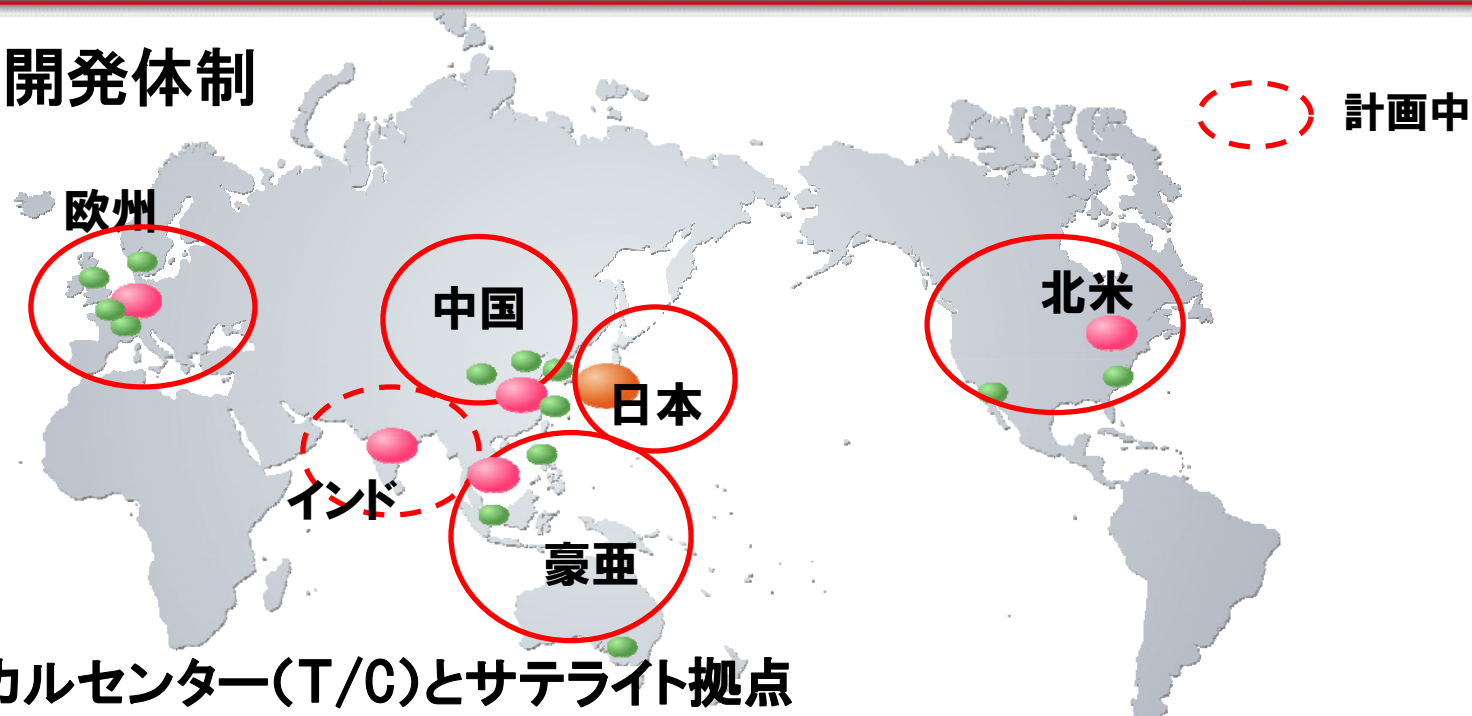 開発体制
計画中
欧州
中国
北米
日本
インド
豪亜
カルセンター(T/C)とサテライト拠点